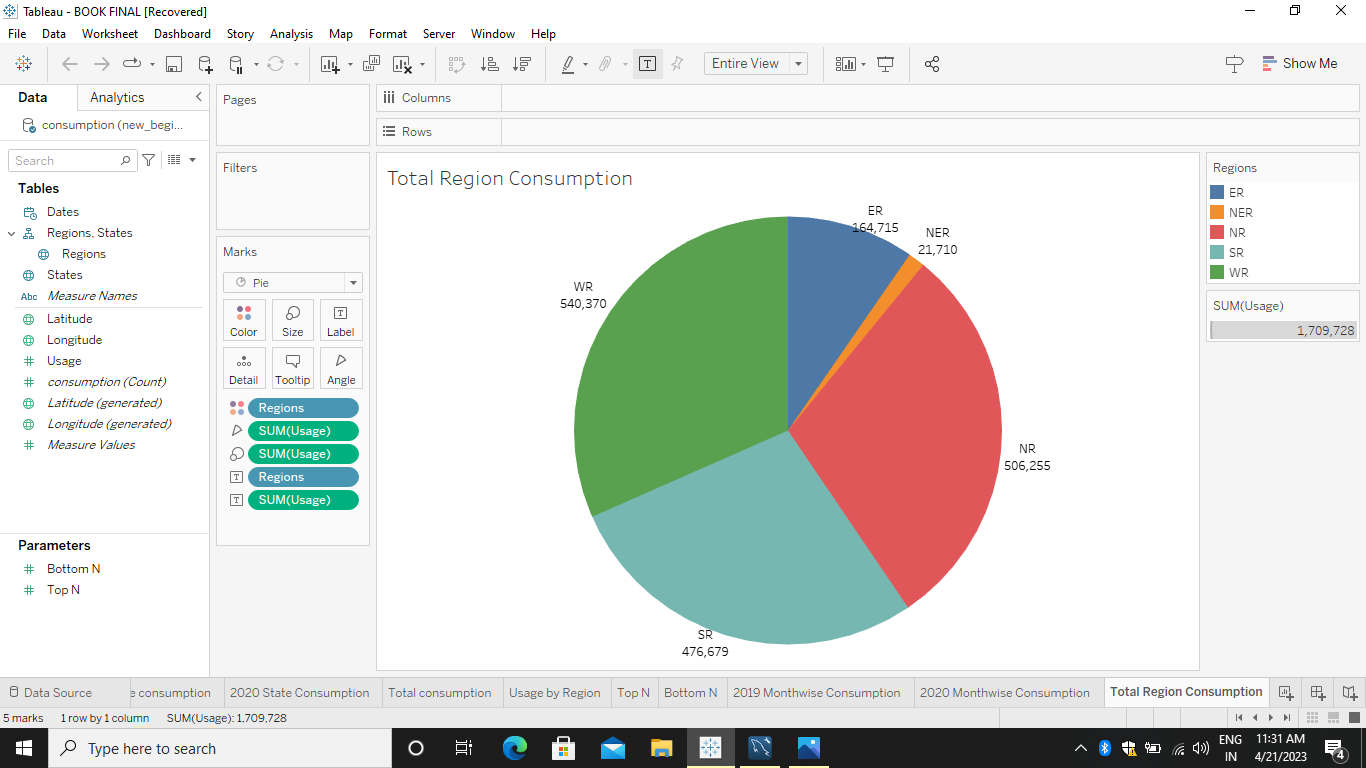 Tableau - BOOK FINAL [Recovered]
File Data Worksheet Dashboard Story Analysis Map Format Server Window Help
Entire View
Show Me
Data Analytics
consumption (new_begi...
Search
Tables
Dates
Regions, States
Regions
States
Abc Measure Names
Latitude
Longitude
Usage
consumption (Count)
Latitude (generated)
Longitude (generated)
Measure Values
Parameters
Bottom N
Top N
Pages
Filters
Marks
Pie
Color Size Label
Detail Tooltip Angle
Regions
SUM(Usage)
SUM(Usage)
Regions
SUM(Usage)
Columns
Rows
Total Region Consumption
ER
164,715
NER
21,710
WR
540,370
NR
506,255
SR
476,679
Regions
ER
NER
NR
SR
WR
SUM(Usage)
1,709,728
Data Source e consumption 2020 State Consumption Total consumption Usage by Region Top N Bottom N 2019 Monthwise Consumption 2020 Monthwise Consumption Total Region Consumption
5 marks 1 row by 1 column SUM(Usage): 1,709,728
Type here to search
ENG
IN
11:31 AM
4/21/2023
4